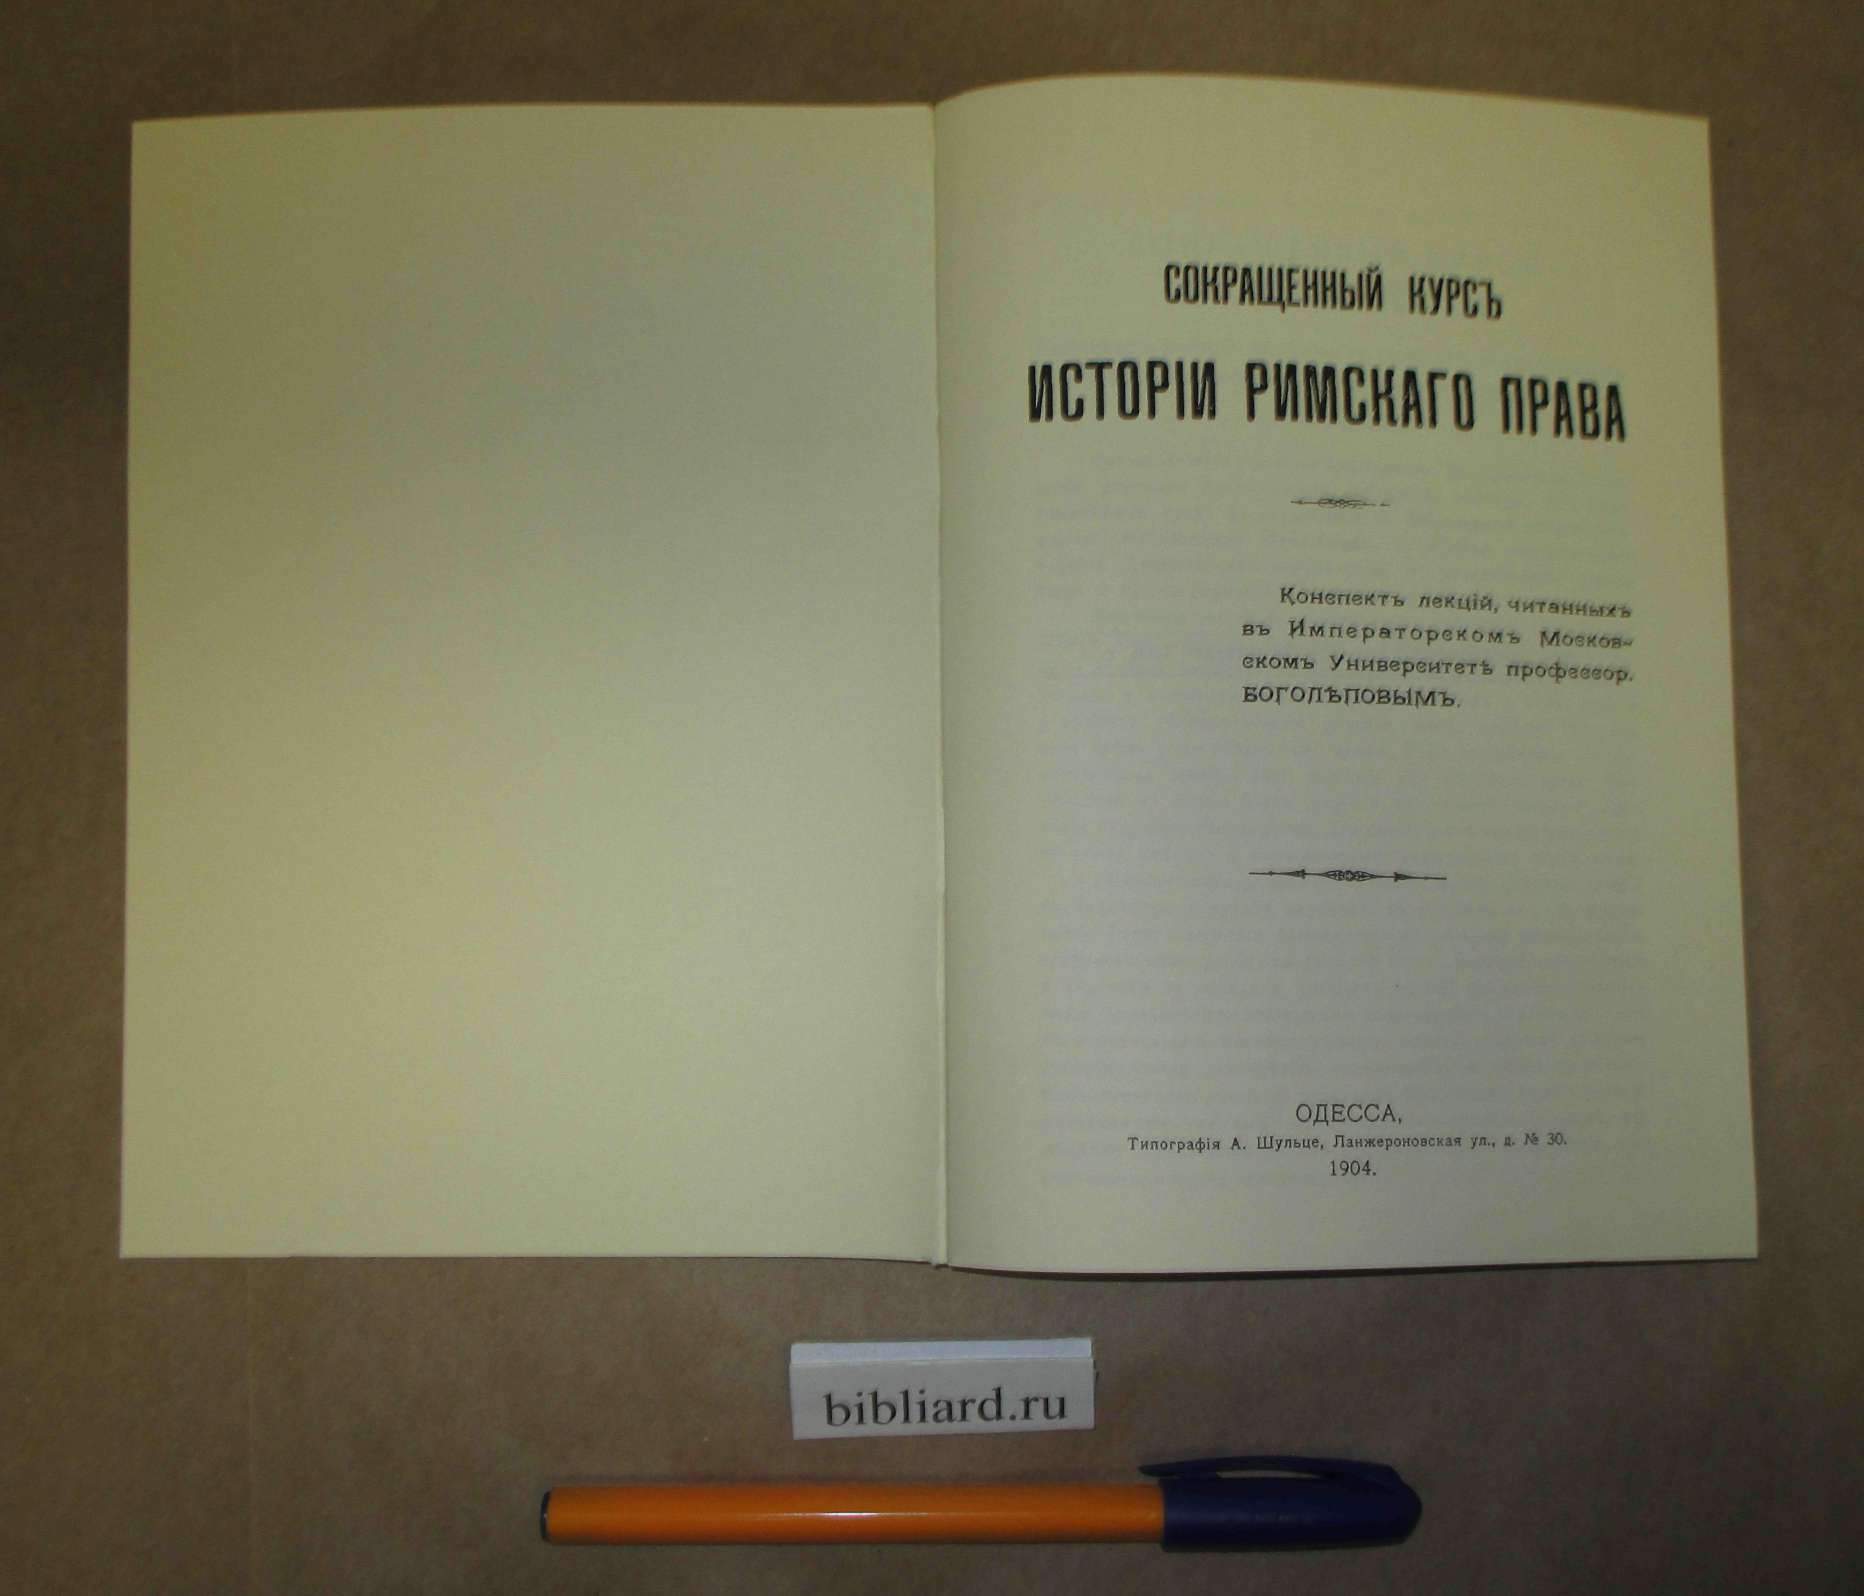 СОКРАЩЕННЫЙ КУРСЪ
ИСТОРІИ РИМСКАГО ПРАВА
Конспектъ лекцій, читанныхъ
въ Императорскомъ Москов-
скомъ Университетѣ профессор.
БОГОЛѢПОВЫМЪ.
ОДЕССА,
Типографія А. Шульце, Ланжероновская ул., д. № 30.
1904.
bibliard.ru